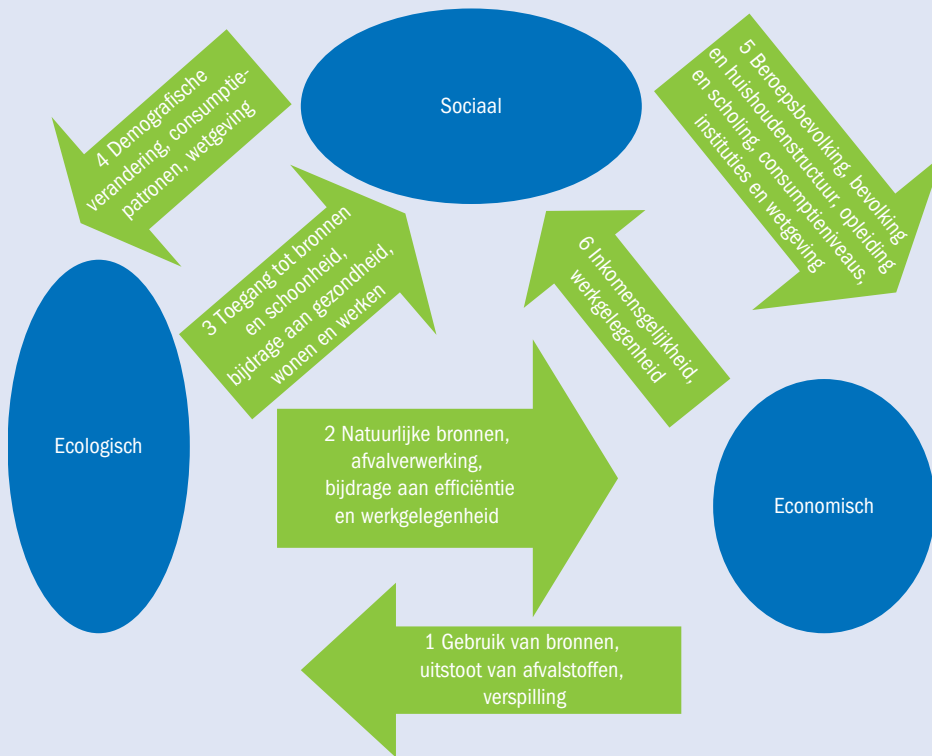 Sociaal
4 Demografische
verandering, consumptie-
patronen, wetgeving
5 Beroepsbevolking, bevolking
en huishoudenstructuur, opleiding
en scholing, consumptieniveaus,
instituties en wetgeving
3 Toegang tot bronnen
en schoonheid,
bijdrage aan gezondheid,
wonen en werken
6 Inkomensgelijkheid,
werkgelegenheid
Ecologisch
2 Natuurlijke bronnen,
afvalverwerking,
bijdrage aan efficiëntie
en werkgelegenheid
Economisch
1 Gebruik van bronnen,
uitstoot van afvalstoffen,
verspilling